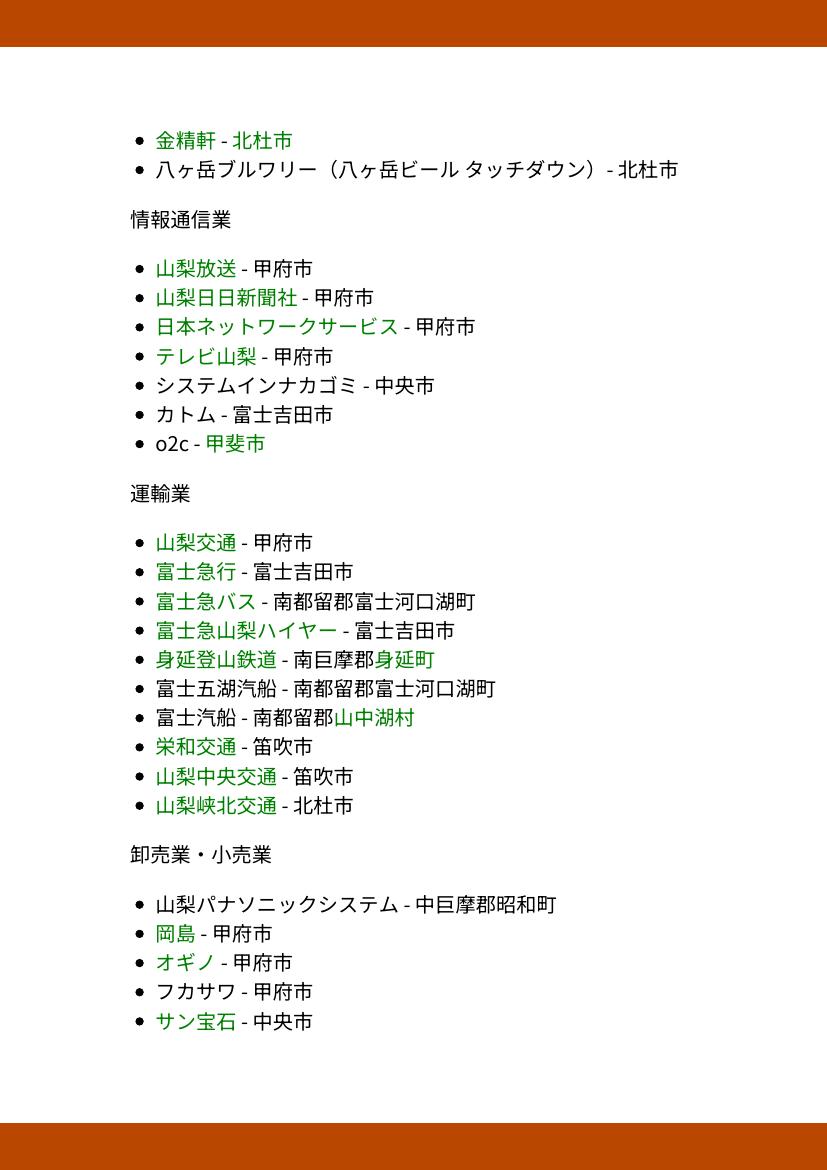 金精軒 - 北杜市
八ヶ岳ブルワリー（八ヶ岳ビール タッチダウン）- 北杜市
情報通信業
山梨放送 - 甲府市
山梨日日新聞社 - 甲府市
日本ネットワークサービス - 甲府市
テレビ山梨 - 甲府市
システムインナカゴミ - 中央市
カトム - 富士吉田市
o2c - 甲斐市
運輸業
山梨交通 - 甲府市
富士急行 - 富士吉田市
富士急バス - 南都留郡富士河口湖町
富士急山梨ハイヤー - 富士吉田市
身延登山鉄道 - 南巨摩郡身延町
富士五湖汽船 - 南都留郡富士河口湖町
富士汽船 - 南都留郡山中湖村
栄和交通 - 笛吹市
山梨中央交通 - 笛吹市
山梨峡北交通 - 北杜市
卸売業・小売業
山梨パナソニックシステム - 中巨摩郡昭和町
岡島 - 甲府市
オギノ - 甲府市
フカサワ - 甲府市
サン宝石 - 中央市